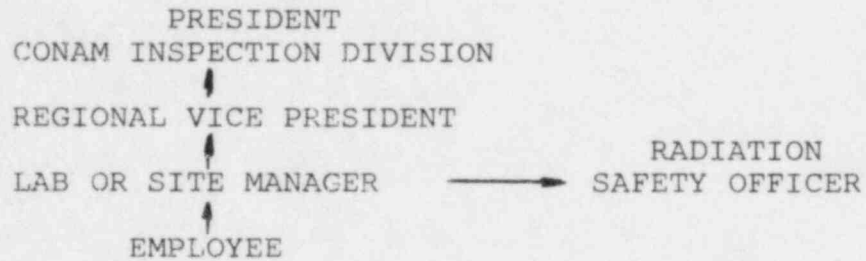 PRESIDENT
CONAM INSPECTION DIVISION
REGIONAL VICE PRESIDENT
LAB OR SITE MANAGER
RADIATION
SAFETY OFFICER
EMPLOYEE